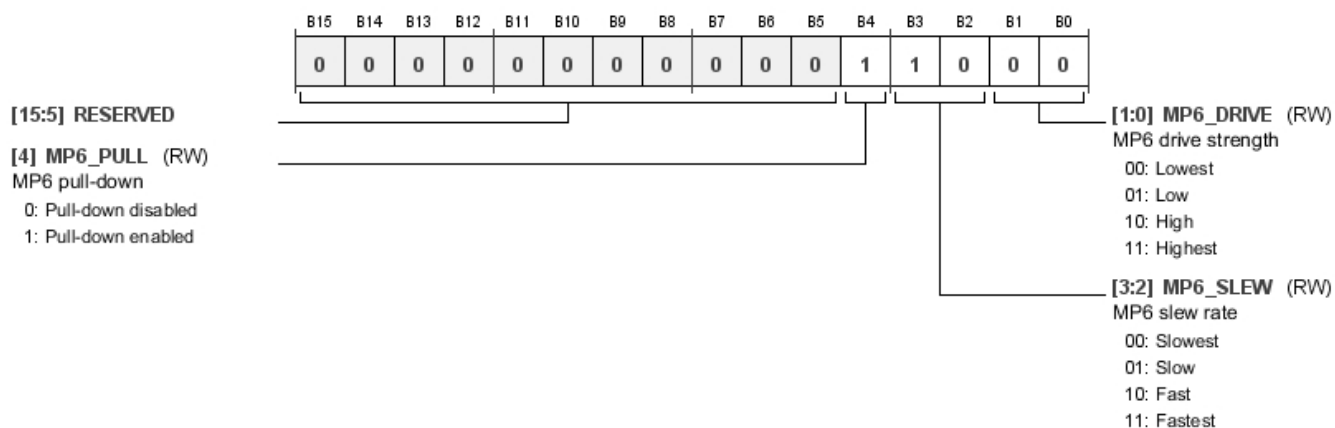 B15 B14 B13 B12 B11 B10 B9 B8 B7 B6 B5 B4 B3 B2 B1 B0
0 0 0 0 0 0 0 0 0 0 0 1 1 0 0 0
[15:5] RESERVED
[4] MP6_PULL (RW)
MP6 pull-down
0: Pull-down disabled
1: Pull-down enabled
[1:0] MP6_DRIVE (RW)
MP6 drive strength
00: Lowest
01: Low
10: High
11: Highest
[3:2] MP6_SLEW (RW)
MP6 slew rate
00: Slowest
01: Slow
10: Fast
11: Fastest